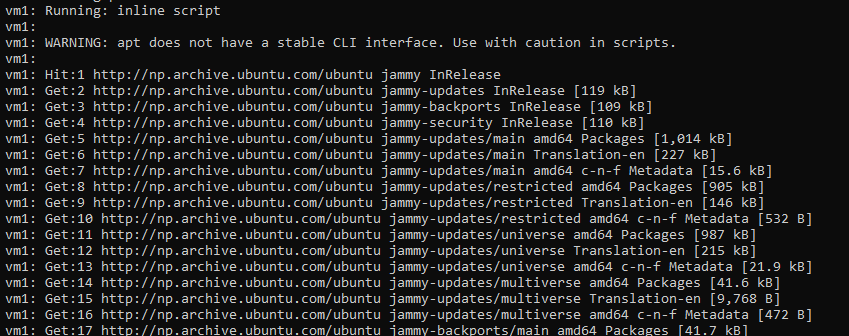 vm1: Running: inline script
vm1:
vm1: WARNING: apt does not have a stable CLI interface. Use with caution in scripts.
vm1:
vm1: Hit:1 http://np.archive.ubuntu.com/ubuntu jammy InRelease
vm1: Get:2 http://np.archive.ubuntu.com/ubuntu jammy-updates InRelease [119 kB]
vm1: Get:3 http://np.archive.ubuntu.com/ubuntu jammy-backports InRelease [109 kB]
vm1: Get:4 http://np.archive.ubuntu.com/ubuntu jammy-security InRelease [110 kB]
vm1: Get:5 http://np.archive.ubuntu.com/ubuntu jammy-updates/main amd64 Packages [1,014 kB]
vm1: Get:6 http://np.archive.ubuntu.com/ubuntu jammy-updates/main Translation-en [227 kB]
vm1: Get:7 http://np.archive.ubuntu.com/ubuntu jammy-updates/main amd64 c-n-f Metadata [15.6 kB]
vm1: Get:8 http://np.archive.ubuntu.com/ubuntu jammy-updates/restricted amd64 Packages [905 kB]
vm1: Get:9 http://np.archive.ubuntu.com/ubuntu jammy-updates/restricted Translation-en [146 kB]
vm1: Get:10 http://np.archive.ubuntu.com/ubuntu jammy-updates/restricted amd64 c-n-f Metadata [532 B]
vm1: Get:11 http://np.archive.ubuntu.com/ubuntu jammy-updates/universe amd64 Packages [987 kB]
vm1: Get:12 http://np.archive.ubuntu.com/ubuntu jammy-updates/universe Translation-en [215 kB]
vm1: Get:13 http://np.archive.ubuntu.com/ubuntu jammy-updates/universe amd64 c-n-f Metadata [21.9 kB]
vm1: Get:14 http://np.archive.ubuntu.com/ubuntu jammy-updates/multiverse amd64 Packages [41.6 kB]
vm1: Get:15 http://np.archive.ubuntu.com/ubuntu jammy-updates/multiverse Translation-en [9,768 B]
vm1: Get:16 http://np.archive.ubuntu.com/ubuntu jammy-updates/multiverse amd64 c-n-f Metadata [472 B]
vm1: Get:17 http://np.archive.ubuntu.com/ubuntu jammy-backports/main amd64 Packages [41.7 kB]